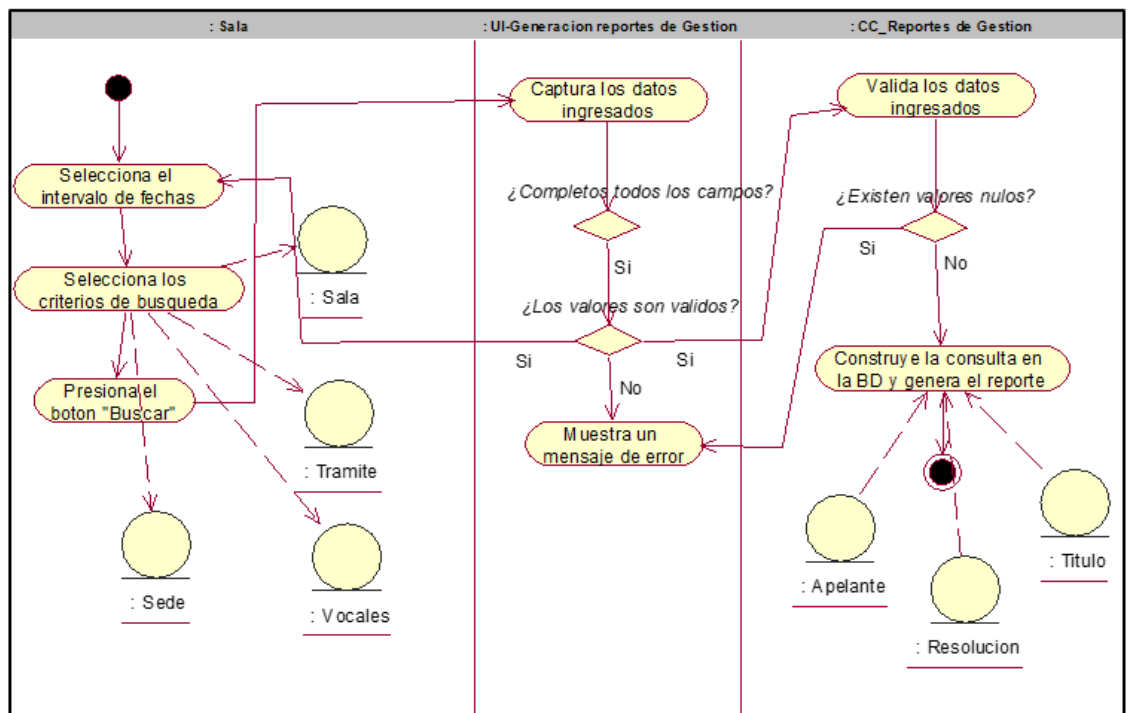 : Sala
: UI-Generacion reportes de Gestion
: CC_Reportes de Gestion
Selecciona el
intervalo de fechas
Selecciona los
criterios de busqueda
Presiona el
boton "Buscar"
: Sala
: Tramite
: Sede
: Vocales
Captura los datos
ingresados
¿Completos todos los campos?
Si
¿Los valores son validos?
Si
Si
No
Muestra un
mensaje de error
Valida los datos
ingresados
¿Existen valores nulos?
Si
No
Construye la consulta en
la BD y genera el reporte
: Apelante
: Resolucion
: Titulo